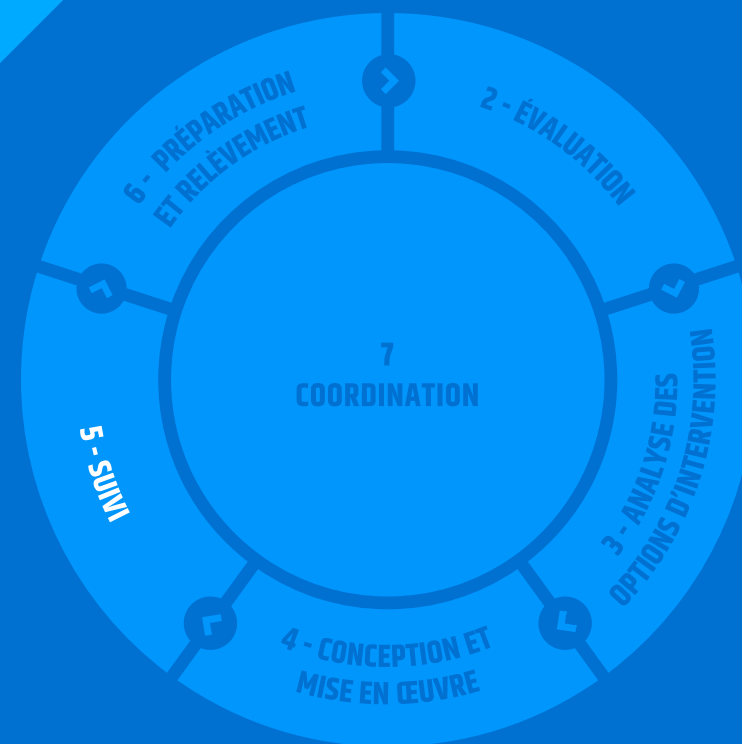 6 - PRÉPARATION
ET RELÈVEMENT
2 - ÉVALUATION
7
COORDINATION
3 - ANALYSE DES
OPTIONS D'INTERVENTION
5 - SUIVI
4 - CONCEPTION ET
MISE EN ŒUVRE